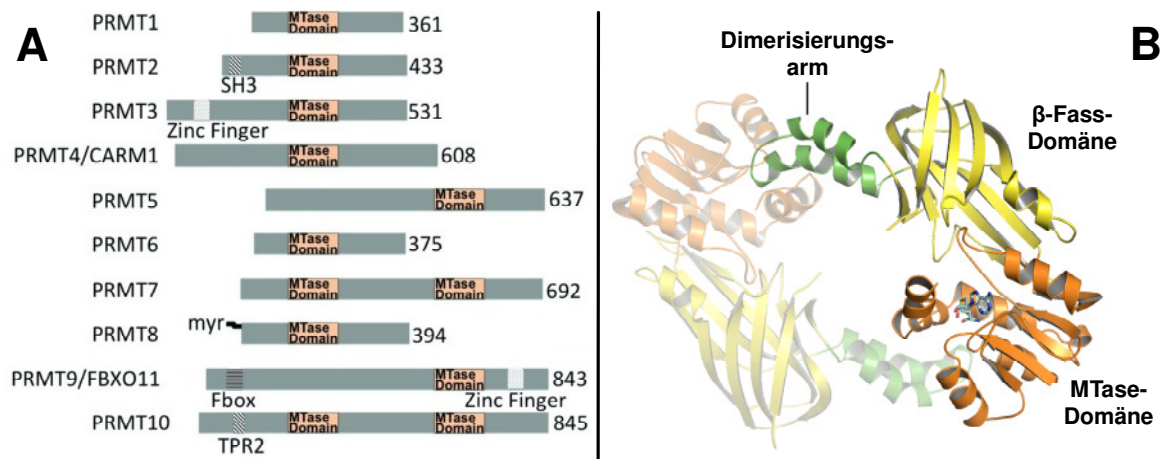 A
PRMT1
MTase
Domain
361
PRMT2
MTase
Domain
433
SH3
PRMT3
MTase
Domain
531
Zinc Finger
PRMT4/CARM1
MTase
Domain
608
PRMT5
MTase
Domain
637
PRMT6
MTase
Domain
375
PRMT7
MTase
Domain
MTase
Domain
692
myr
PRMT8
MTase
Domain
394
PRMT9/FBXO11
MTase
Domain
843
Fbox
Zinc Finger
PRMT10
MTase
Domain
MTase
Domain
845
TPR2
B
Dimerisierungs-
arm
β-Fass-
Domäne
MTase-
Domäne